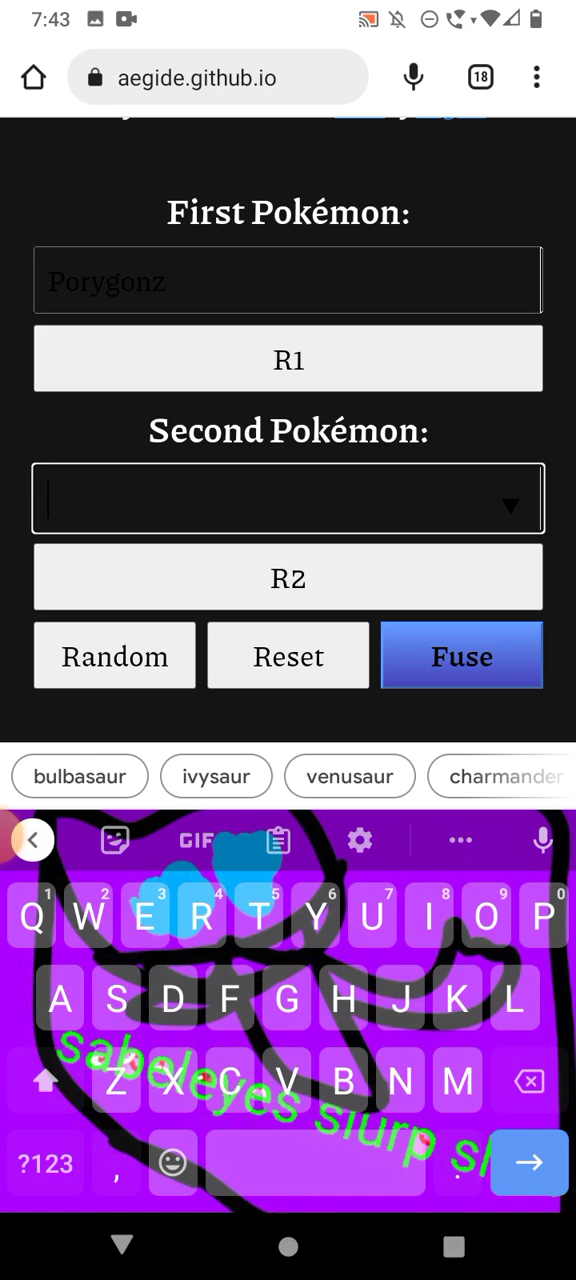 7:43
aegide.github.io
18
First Pokémon:
Porygonz
R1
Second Pokémon:
R2
Random Reset Fuse
bulbasaur ivysaur venusaur charmander
GIF
1 2 3 4 5 6 7 8 9 0
Q W E R T Y U I O P
A S D F G H J K L
sabeleyes slurp
Z X C V B N M
?123 , .